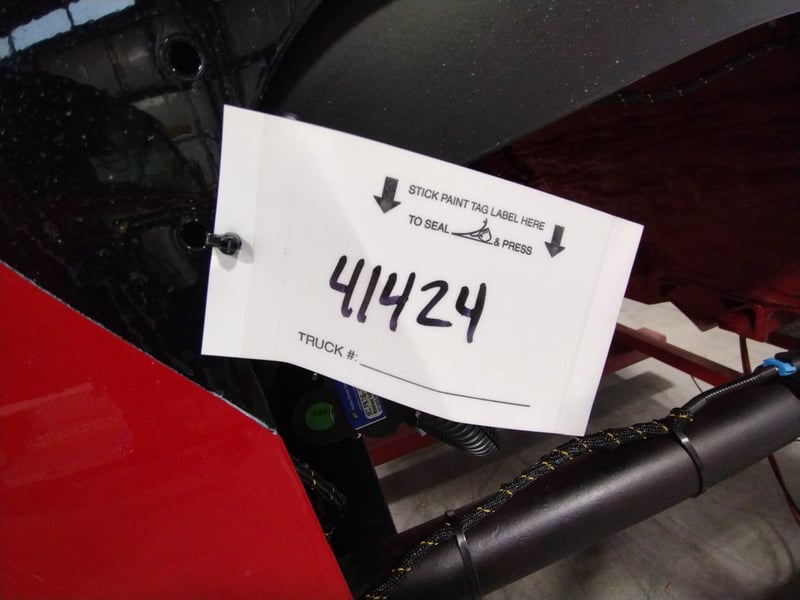 STICK PAINT TAG LABEL HERE
TO SEAL & PRESS
41424
TRUCK #: